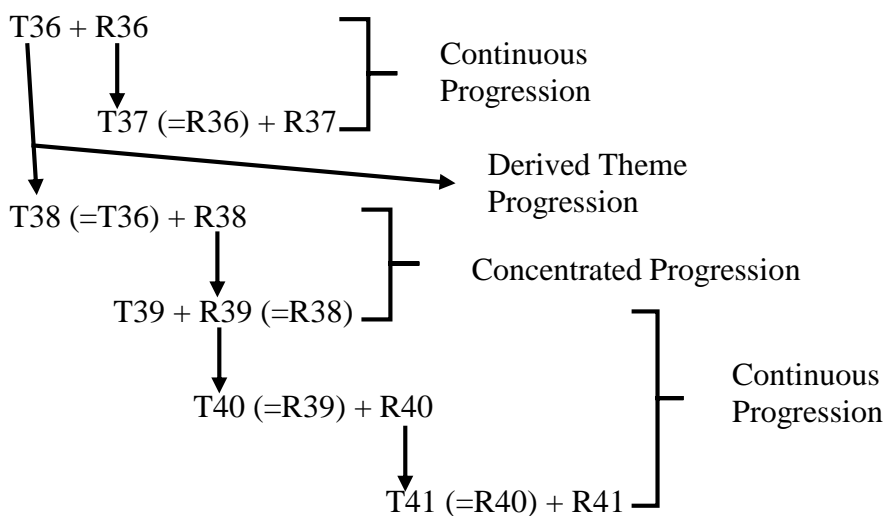 T36 + R36
Continuous
Progression
T37 (=R36) + R37
Derived Theme
Progression
T38 (=T36) + R38
Concentrated Progression
T39 + R39 (=R38)
Continuous
Progression
T40 (=R39) + R40
T41 (=R40) + R41